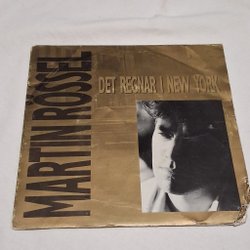 MARTIN RÖSSEL
DET REGNAR I NEW YORK